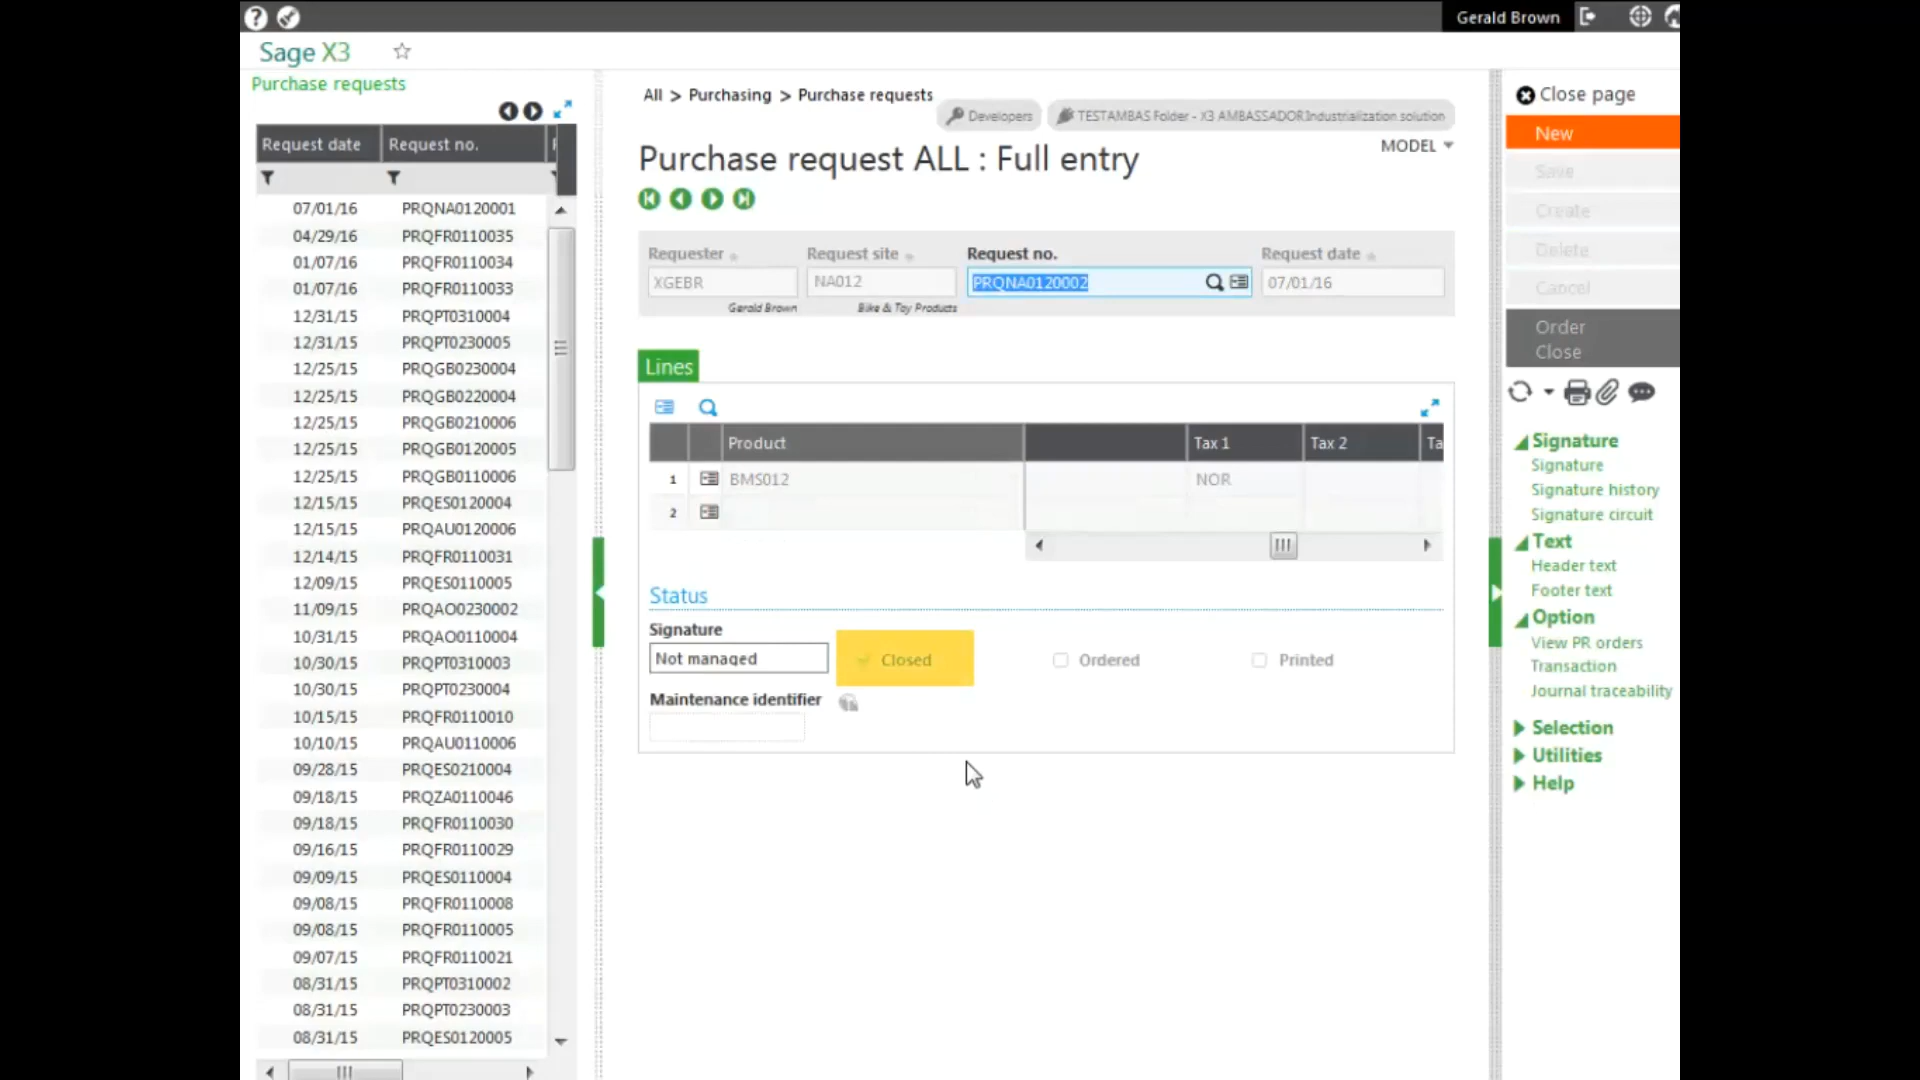 Gerald Brown
Sage X3
Purchase requests
Request date Request no.
07/01/16 PRQNA0120001
04/29/16 PRQFR0110035
01/07/16 PRQFR0110034
01/07/16 PRQFR0110033
12/31/15 PRQPT0310004
12/31/15 PRQPT0230005
12/25/15 PRQGB0230004
12/25/15 PRQGB0220004
12/25/15 PRQGB0210006
12/25/15 PRQGB0120005
12/25/15 PRQGB0110006
12/15/15 PRQES0120004
12/15/15 PRQAU0120006
12/14/15 PRQFR0110031
12/09/15 PRQES0110005
11/09/15 PRQAO0230002
10/31/15 PRQAO0110004
10/30/15 PRQPT0310003
10/30/15 PRQPT0230004
10/15/15 PRQFR0110010
10/10/15 PRQAU0110006
09/28/15 PRQES0210004
09/18/15 PRQZA0110046
09/18/15 PRQFR0110030
09/16/15 PRQFR0110029
09/09/15 PRQES0110004
09/08/15 PRQFR0110008
09/08/15 PRQFR0110005
09/07/15 PRQFR0110021
08/31/15 PRQPT0310002
08/31/15 PRQPT0230003
08/31/15 PRQES0120005
All > Purchasing > Purchase requests
Developers TESTAMBAS Folder - X3 AMBASSADOR:Industrialization solution
MODEL
Purchase request ALL : Full entry
Requester Request site Request no. Request date
XGEBR NA012 PRQNA0120002 07/01/16
Gerald Brown Bike & Toy Products
Lines
Product Tax 1 Tax 2 Ta
1 BMS012 NOR
2
Status
Signature
Not managed Closed Ordered Printed
Maintenance identifier
Close page
New
Save
Create
Delete
Cancel
Order
Close
Signature
Signature
Signature history
Signature circuit
Text
Header text
Footer text
Option
View PR orders
Transaction
Journal traceability
Selection
Utilities
Help